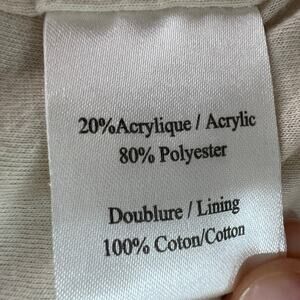 20%Acrylique / Acrylic
80% Polyester
Doublure / Lining
100% Coton/Cotton